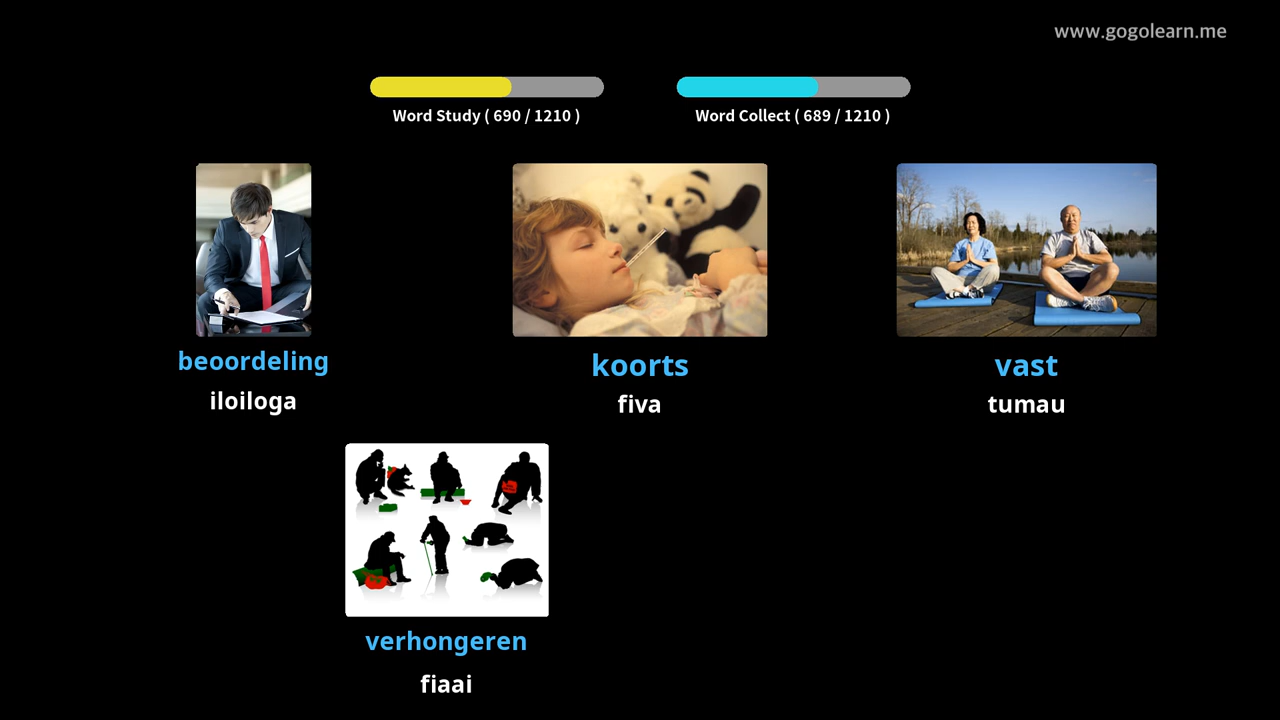 www.gogolearn.me
Word Study ( 690 / 1210 )
Word Collect ( 689 / 1210 )
beoordeling
iloiloga
koorts
fiva
vast
tumau
verhongeren
fiaai